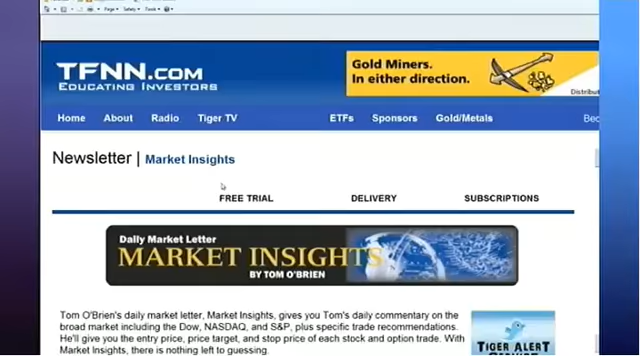 Page Safety Tools
TFNN.COM
EDUCATING INVESTORS
Gold Miners.
In either direction.
Home About Radio Tiger TV ETFs Sponsors Gold/Metals
Newsletter | Market Insights
FREE TRIAL DELIVERY SUBSCRIPTIONS
Daily Market Letter
MARKET INSIGHTS
BY TOM O'BRIEN
Tom O'Brien's daily market letter, Market Insights, gives you Tom's daily commentary on the
broad market including the Dow, NASDAQ, and S&P, plus specific trade recommendations.
He'll give you the entry price, price target, and stop price of each stock and option trade. With
Market Insights, there is nothing left to guessing.
TIGER ALERT
SERVICE